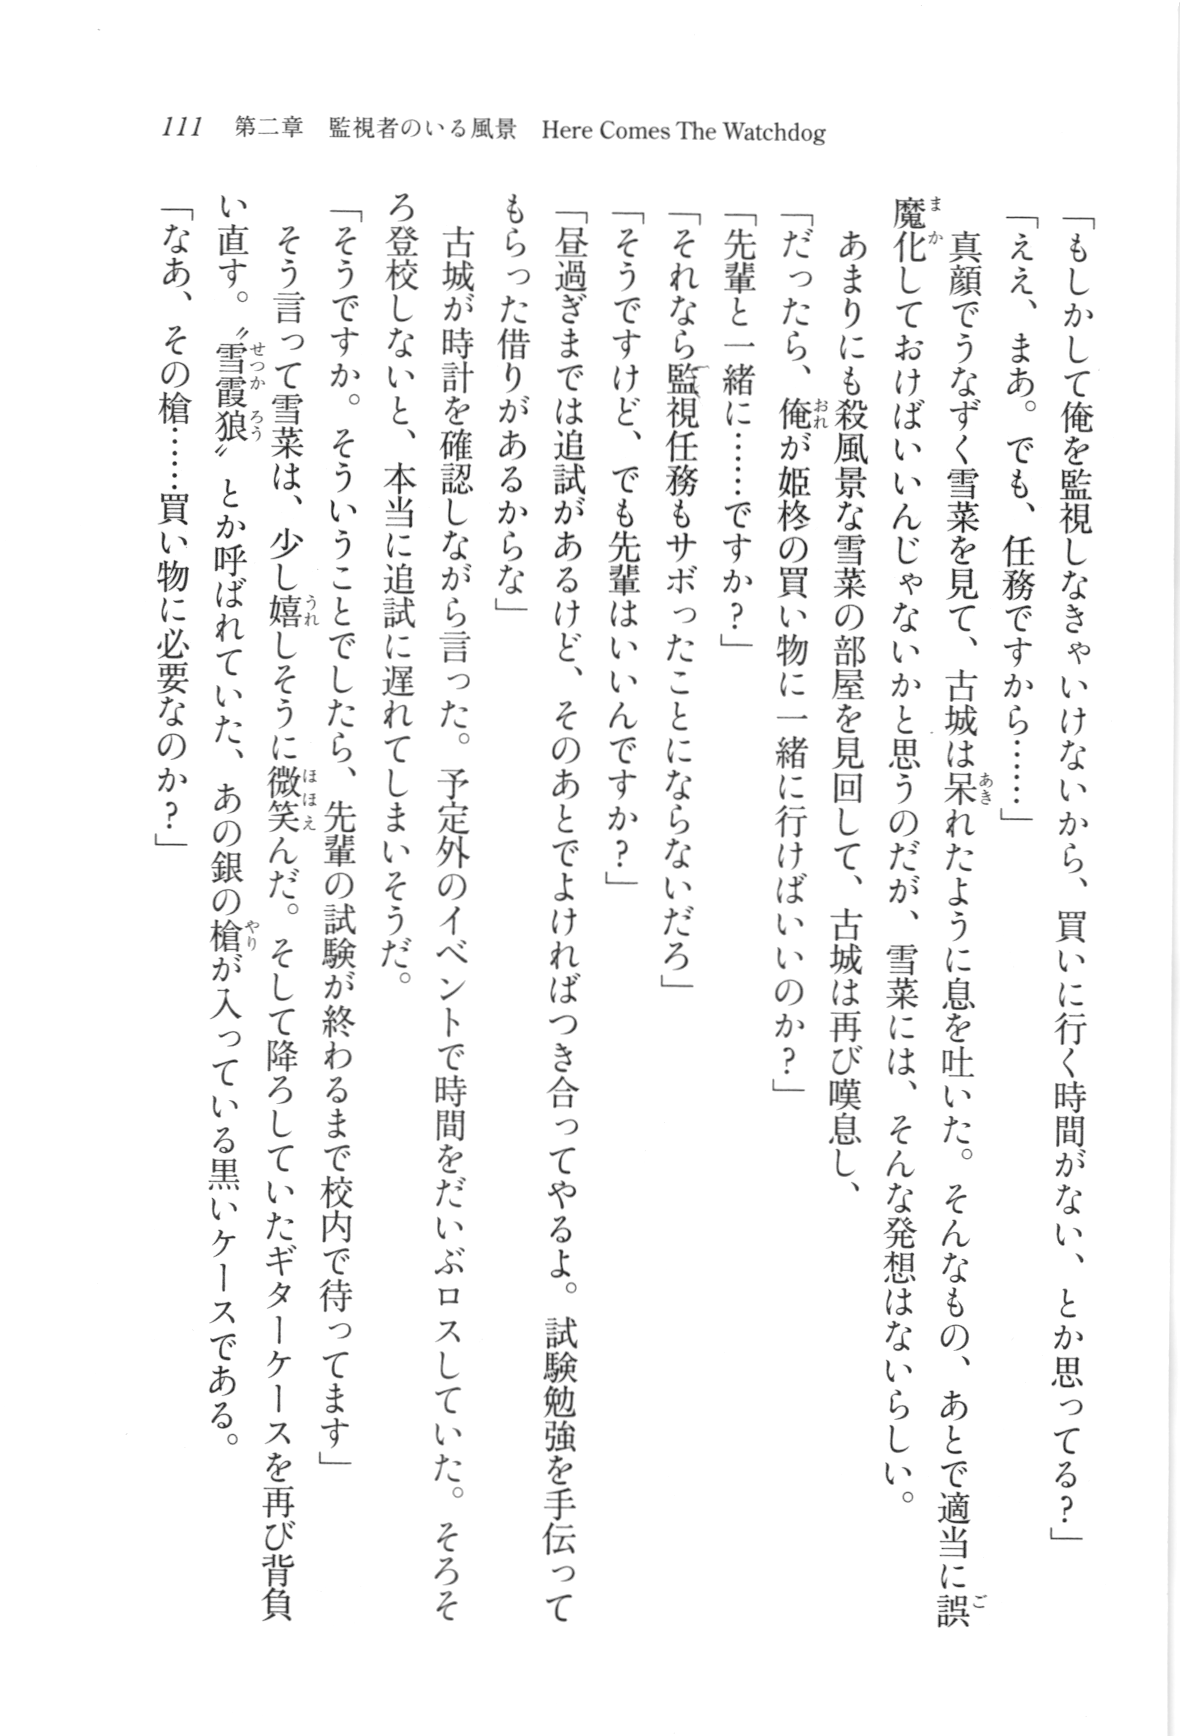 111 第二章 監視者のいる風景 Here Comes The Watchdog
「もしかして俺を監視しなきゃいけないから、買いに行く時間がない、とか思ってる?」
「ええ、まあ。でも、任務ですから……」
真顔でうなずく雪菜を見て、古城は呆れたように息を吐いた。そんなもの、あとで適当に誤
魔化しておけばいいんじゃないかと思うのだが、雪菜には、そんな発想はないらしい。
あまりにも殺風景な雪菜の部屋を見回して、古城は再び嘆息し、
「だったら、俺が姫柊の買い物に一緒に行けばいいのか?」
「先輩と一緒に……ですか?」
「それなら監視任務もサボったことにならないだろ」
「そうですけど、でも先輩はいいんですか?」
「昼過ぎまでは追試があるけど、そのあとでよければつき合ってやるよ。試験勉強を手伝って
もらった借りがあるからな」
古城が時計を確認しながら言った。予定外のイベントで時間をだいぶロスしていた。そろそ
ろ登校しないと、本当に追試に遅れてしまいそうだ。
「そうですか。そういうことでしたら、先輩の試験が終わるまで校内で待ってます」
そう言って雪菜は、少し嬉しそうに微笑んだ。そして降ろしていたギターケースを再び背負
い直す。〝雪霞狼〟とか呼ばれていた、あの銀の槍が入っている黒いケースである。
「なあ、その槍……買い物に必要なのか?」